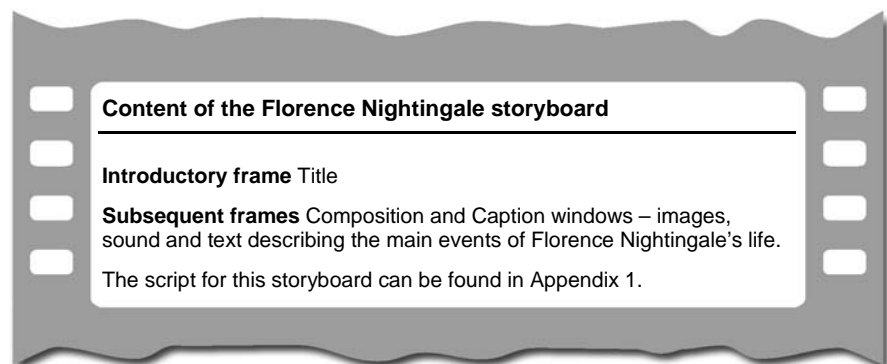 Content of the Florence Nightingale storyboard
Introductory frame Title
Subsequent frames Composition and Caption windows – images,
sound and text describing the main events of Florence Nightingale's life.
The script for this storyboard can be found in Appendix 1.